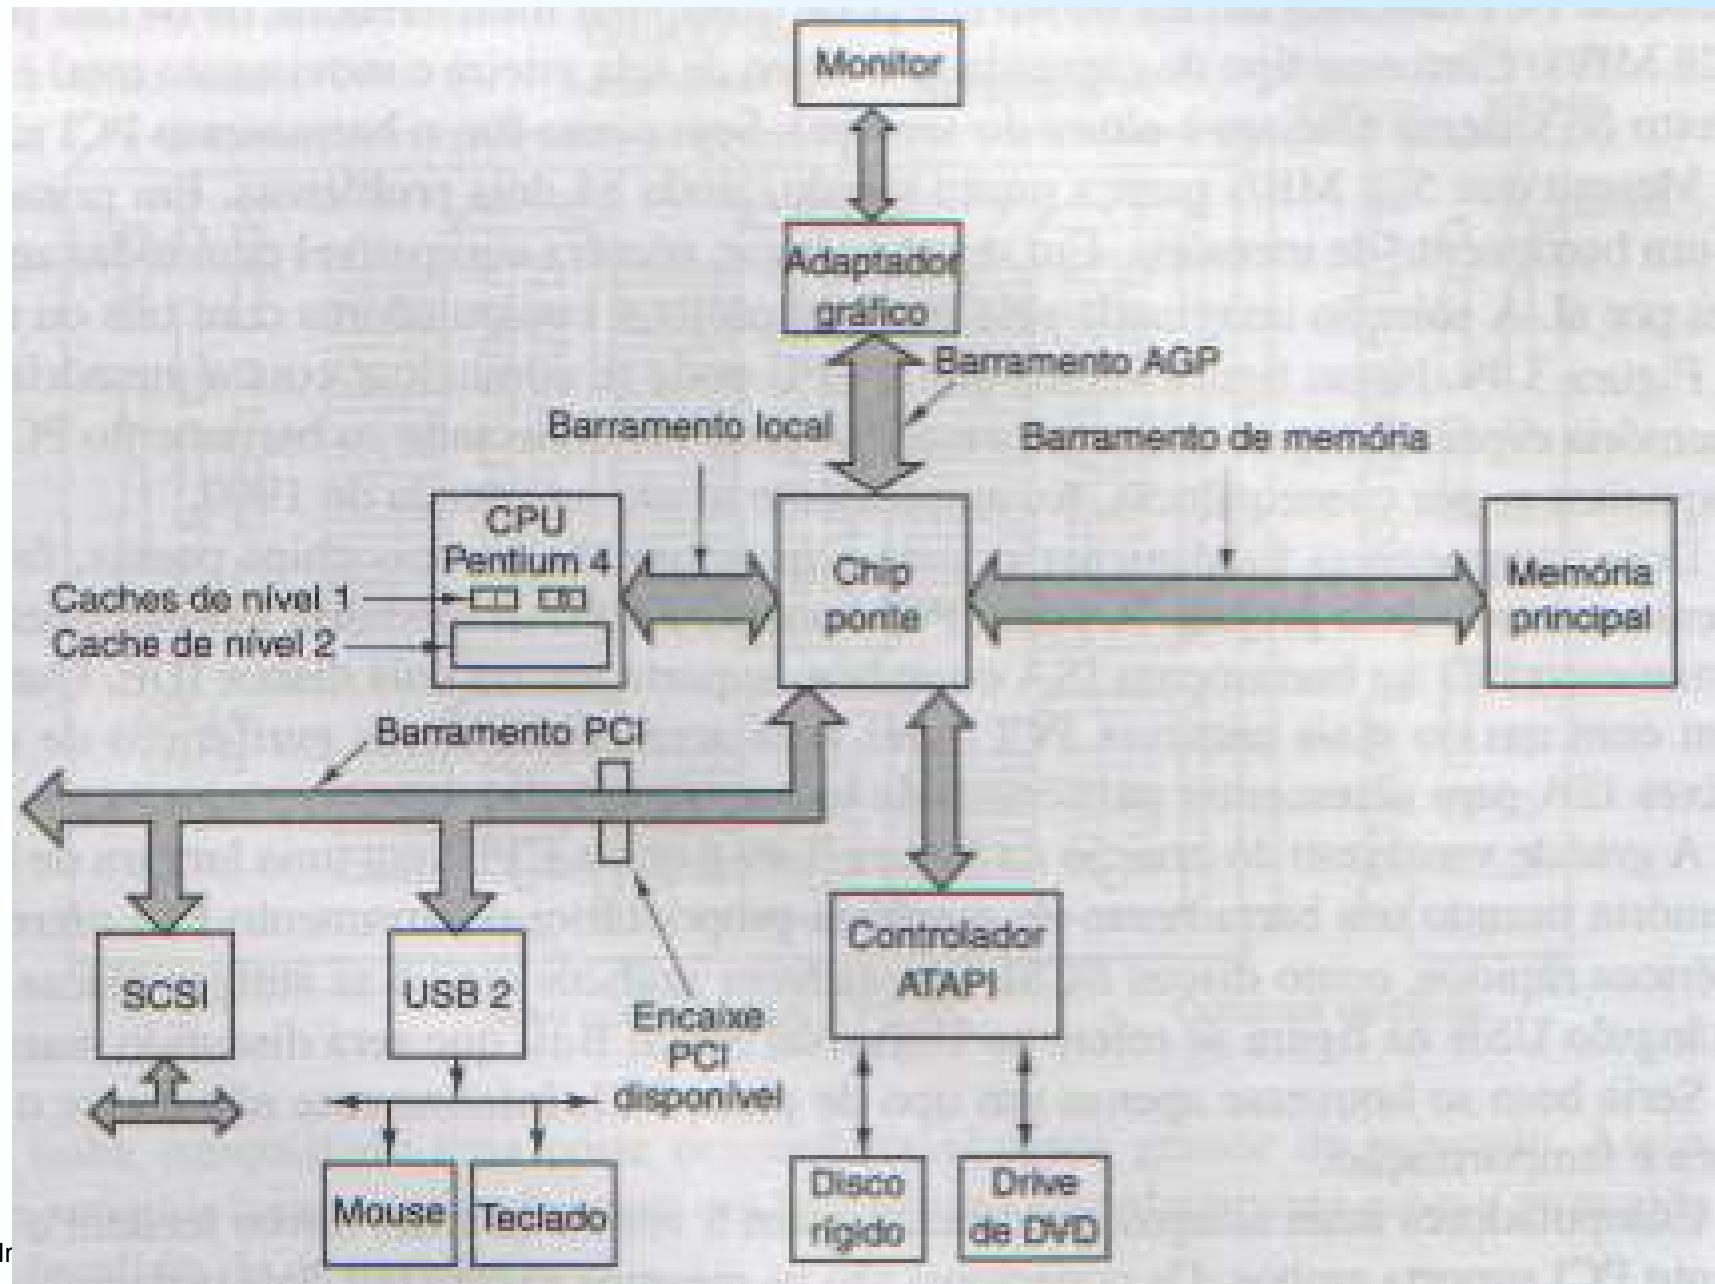 Monitor
Adaptador
gráfico
Barramento AGP
Barramento local
Barramento de memória
CPU
Pentium 4
Caches de nível 1
Cache de nível 2
Chip
ponte
Memória
principal
Barramento PCI
SCSI
USB 2
Encaixe
PCI
disponível
Controlador
ATAPI
Mouse
Teclado
Disco
rígido
Drive
de DVD